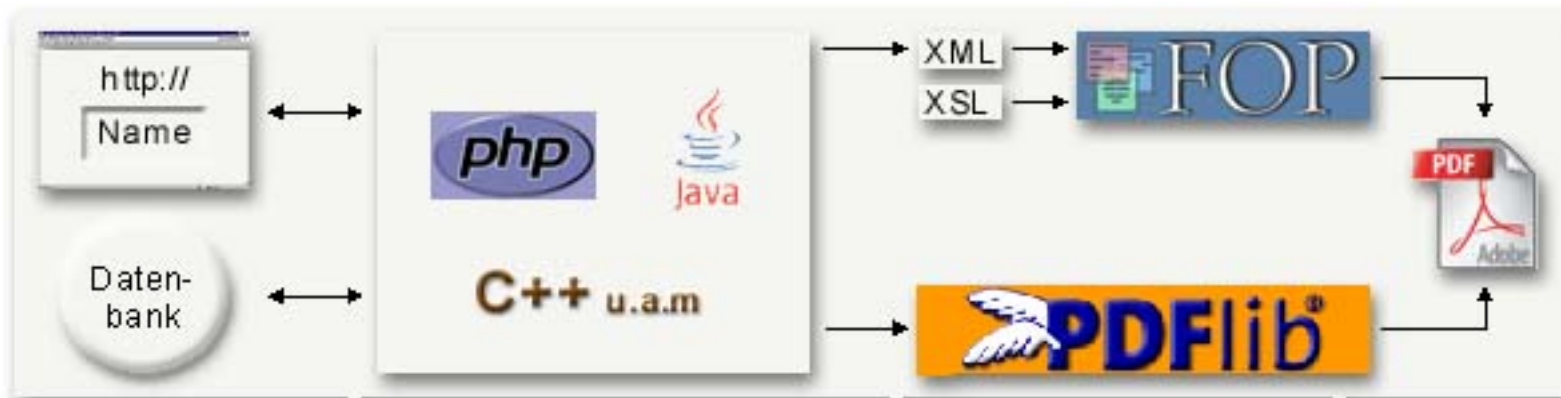 http://
Name
Daten-
bank
php
Java
C++ u.a.m
XML
XSL
FOP
PDFlib®
PDF
Adobe